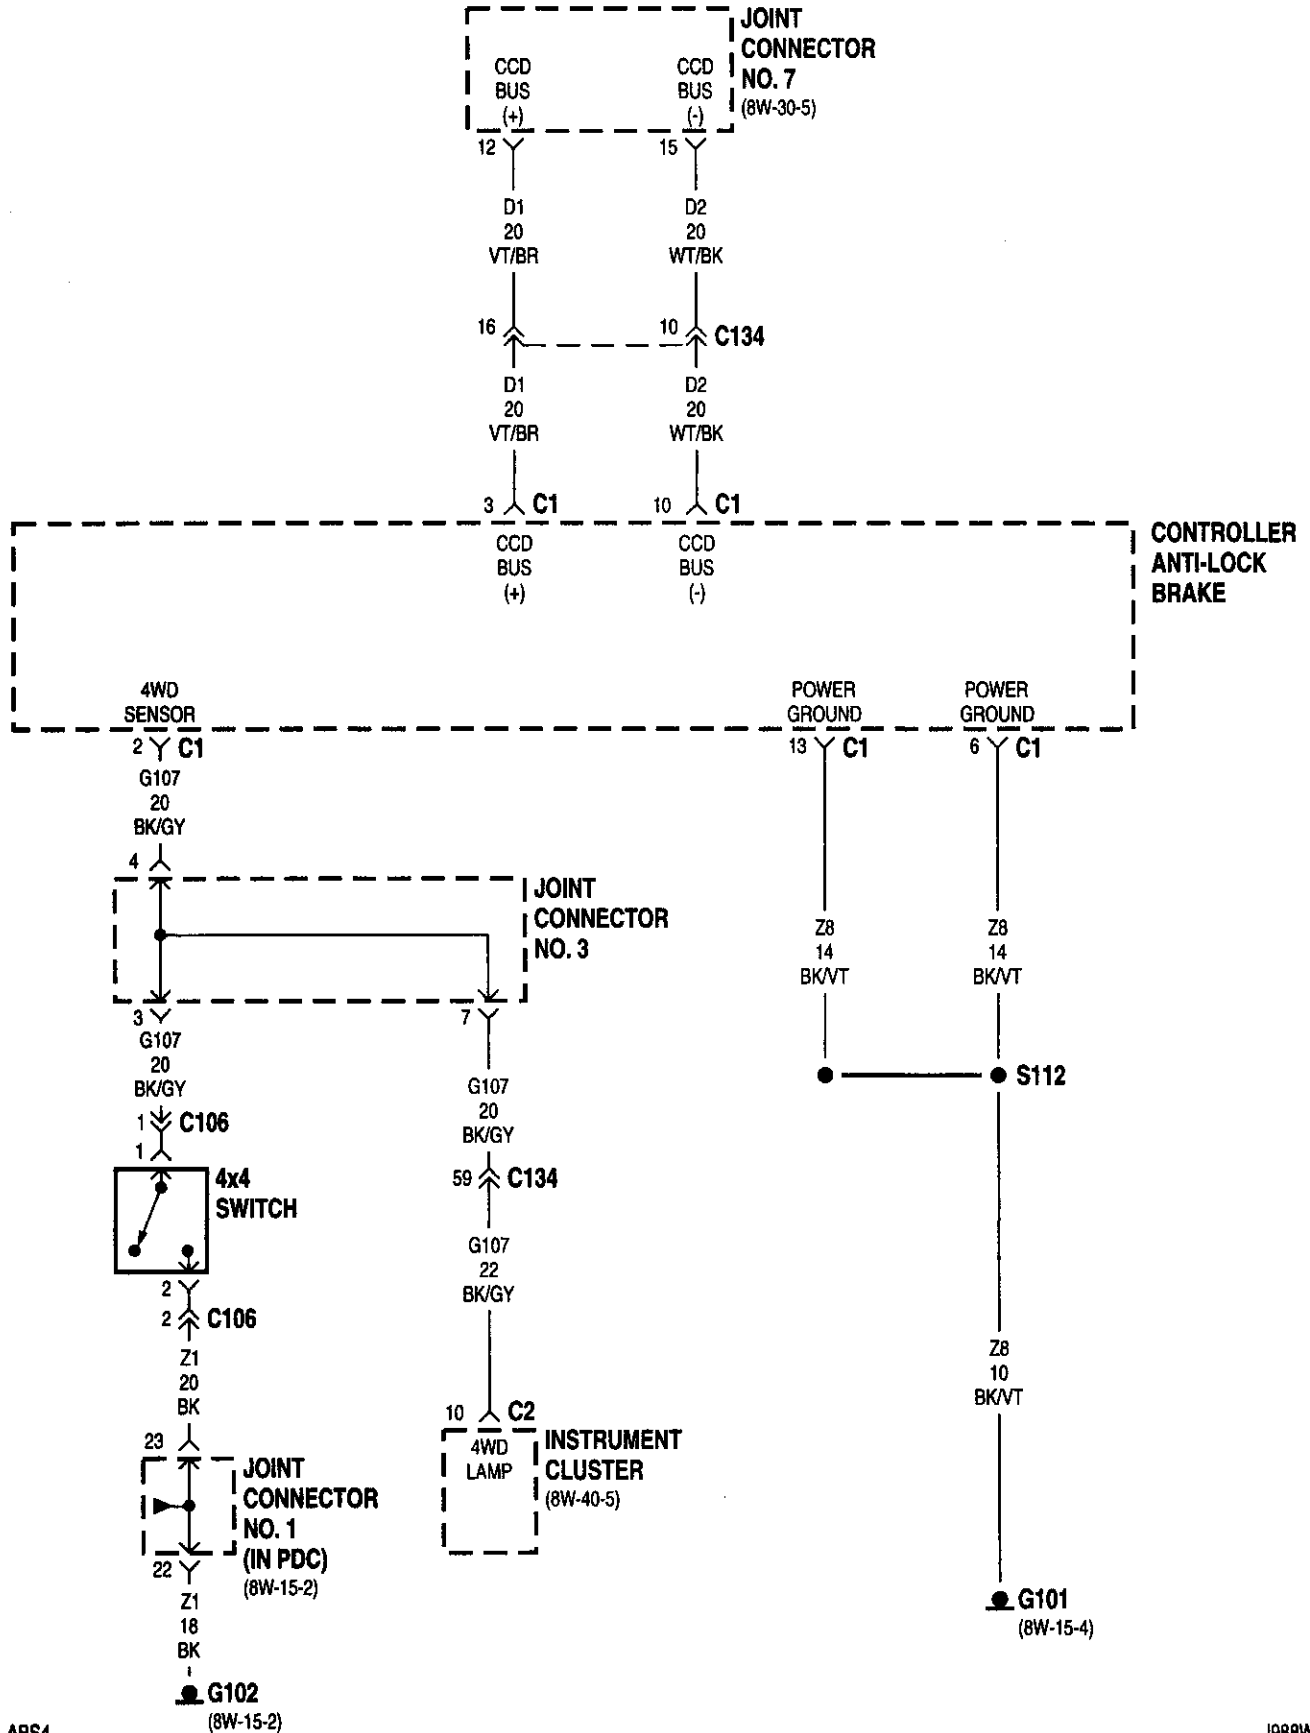 JOINT
CONNECTOR
NO. 7
(8W-30-5)
CCD
BUS
(+)
CCD
BUS
(-)
12
15
D1
20
VT/BR
D2
20
WT/BK
16
10
C134
D1
20
VT/BR
D2
20
WT/BK
3
C1
10
C1
CONTROLLER
ANTI-LOCK
BRAKE
CCD
BUS
(+)
CCD
BUS
(-)
4WD
SENSOR
POWER
GROUND
POWER
GROUND
2
C1
13
C1
6
C1
G107
20
BK/GY
4
JOINT
CONNECTOR
NO. 3
Z8
14
BK/VT
Z8
14
BK/VT
3
7
G107
20
BK/GY
G107
20
BK/GY
S112
1
C106
1
4x4
SWITCH
59
C134
G107
22
BK/GY
2
2
C106
Z1
20
BK
Z8
10
BK/VT
10
C2
4WD
LAMP
INSTRUMENT
CLUSTER
(8W-40-5)
23
JOINT
CONNECTOR
NO. 1
(IN PDC)
(8W-15-2)
22
Z1
18
BK
G101
(8W-15-4)
G102
(8W-15-2)